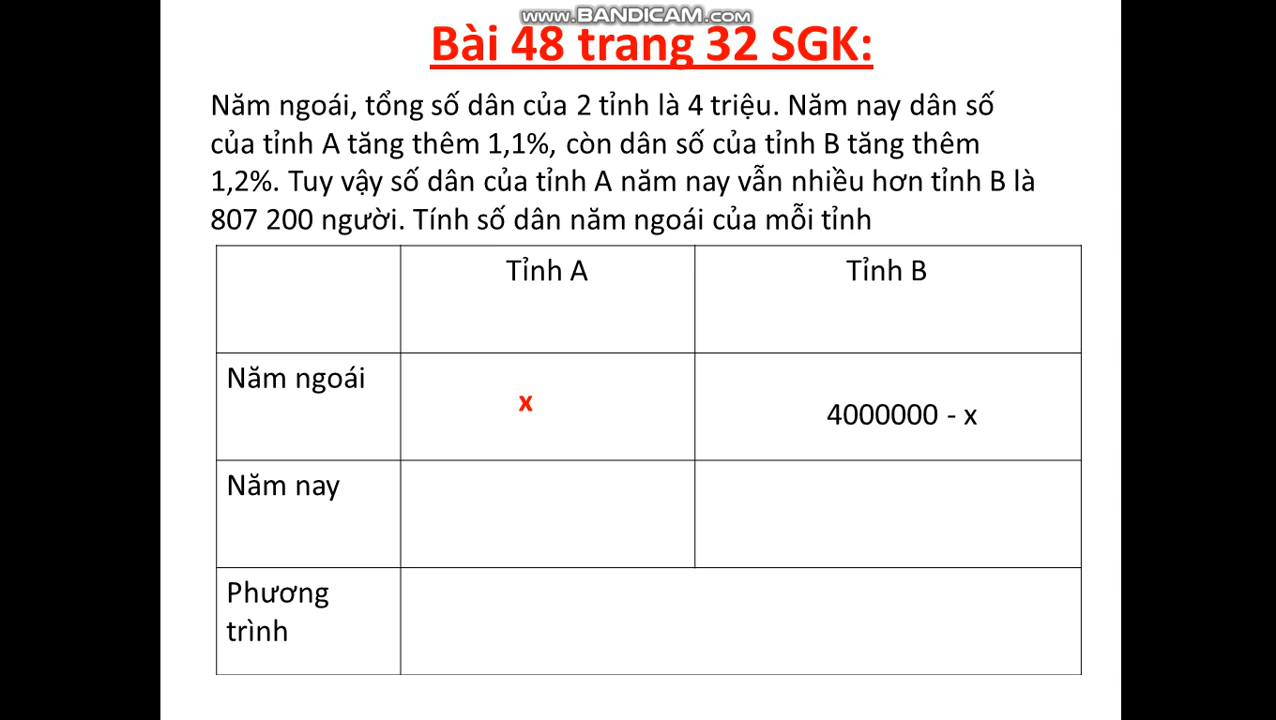 www.BANDICAM.com
Bài 48 trang 32 SGK:
Năm ngoái, tổng số dân của 2 tỉnh là 4 triệu. Năm nay dân số
của tỉnh A tăng thêm 1,1%, còn dân số của tỉnh B tăng thêm
1,2%. Tuy vậy số dân của tỉnh A năm nay vẫn nhiều hơn tỉnh B là
807 200 người. Tính số dân năm ngoái của mỗi tỉnh
Tỉnh A
Tỉnh B
Năm ngoái
x
4000000 - x
Năm nay
Phương
trình